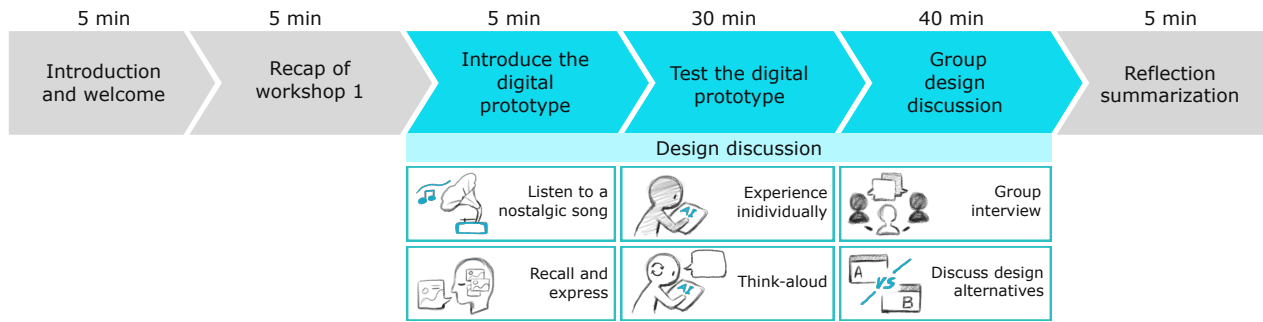 5 min
5 min
5 min
30 min
40 min
5 min
Introduction
and welcome
Recap of
workshop 1
Introduce the
digital
prototype
Test the digital
prototype
Group
design
discussion
Reflection
summarization
Design discussion
Listen to a
nostalgic song
AI
Experience
inidividually
Group
interview
Recall and
express
AI
Think-aloud
A
VS
B
Discuss design
alternatives